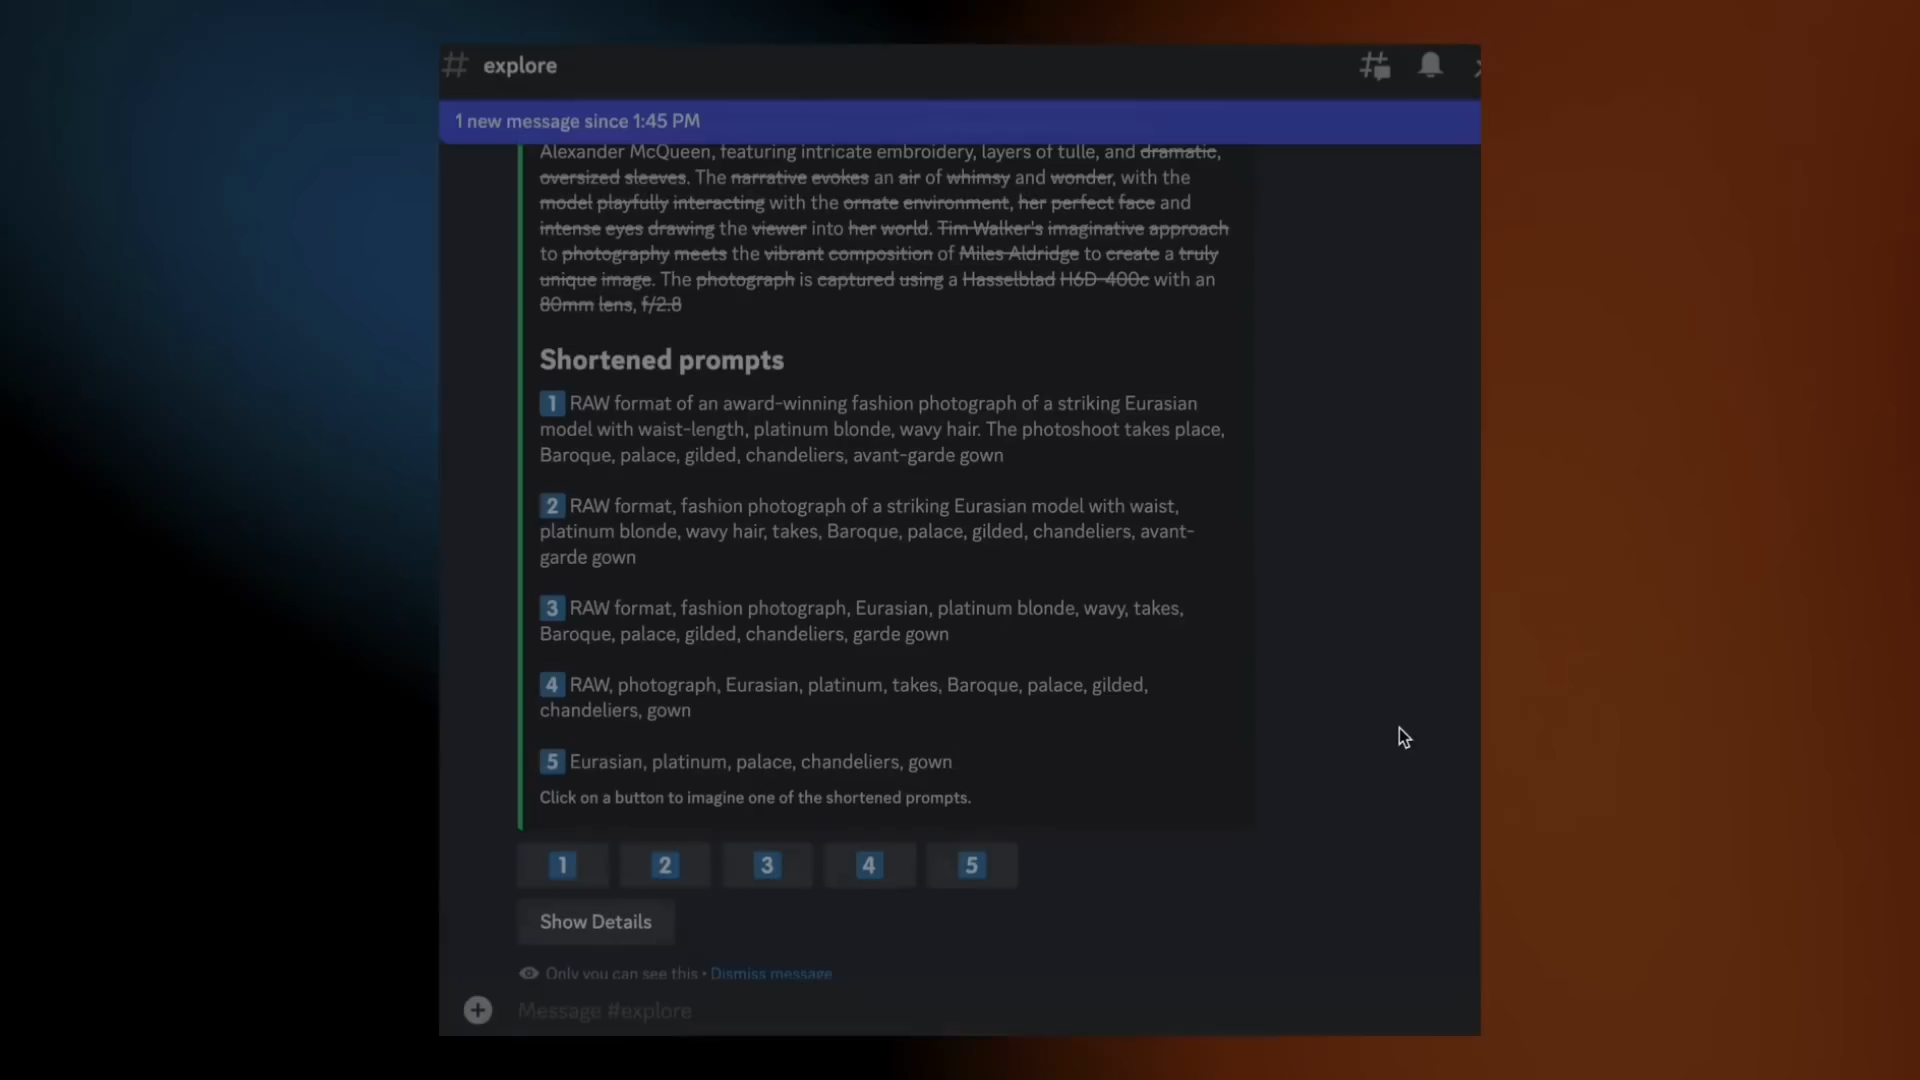 # explore
1 new message since 1:45 PM
Alexander McQueen, featuring intricate embroidery, layers of tulle, and dramatic,
oversized sleeves. The narrative evokes an air of whimsy and wonder, with the
model playfully interacting with the ornate environment, her perfect face and
intense eyes drawing the viewer into her world. Tim Walker's imaginative approach
to photography meets the vibrant composition of Miles Aldridge to create a truly
unique image. The photograph is captured using a Hasselblad H6D-400c with an
80mm lens, f/2.8
Shortened prompts
1 RAW format of an award-winning fashion photograph of a striking Eurasian
model with waist-length, platinum blonde, wavy hair. The photoshoot takes place,
Baroque, palace, gilded, chandeliers, avant-garde gown
2 RAW format, fashion photograph of a striking Eurasian model with waist,
platinum blonde, wavy hair, takes, Baroque, palace, gilded, chandeliers, avant-
garde gown
3 RAW format, fashion photograph, Eurasian, platinum blonde, wavy, takes,
Baroque, palace, gilded, chandeliers, garde gown
4 RAW, photograph, Eurasian, platinum, takes, Baroque, palace, gilded,
chandeliers, gown
5 Eurasian, platinum, palace, chandeliers, gown
Click on a button to imagine one of the shortened prompts.
1 2 3 4 5
Show Details
Only you can see this • Dismiss message
Message #explore